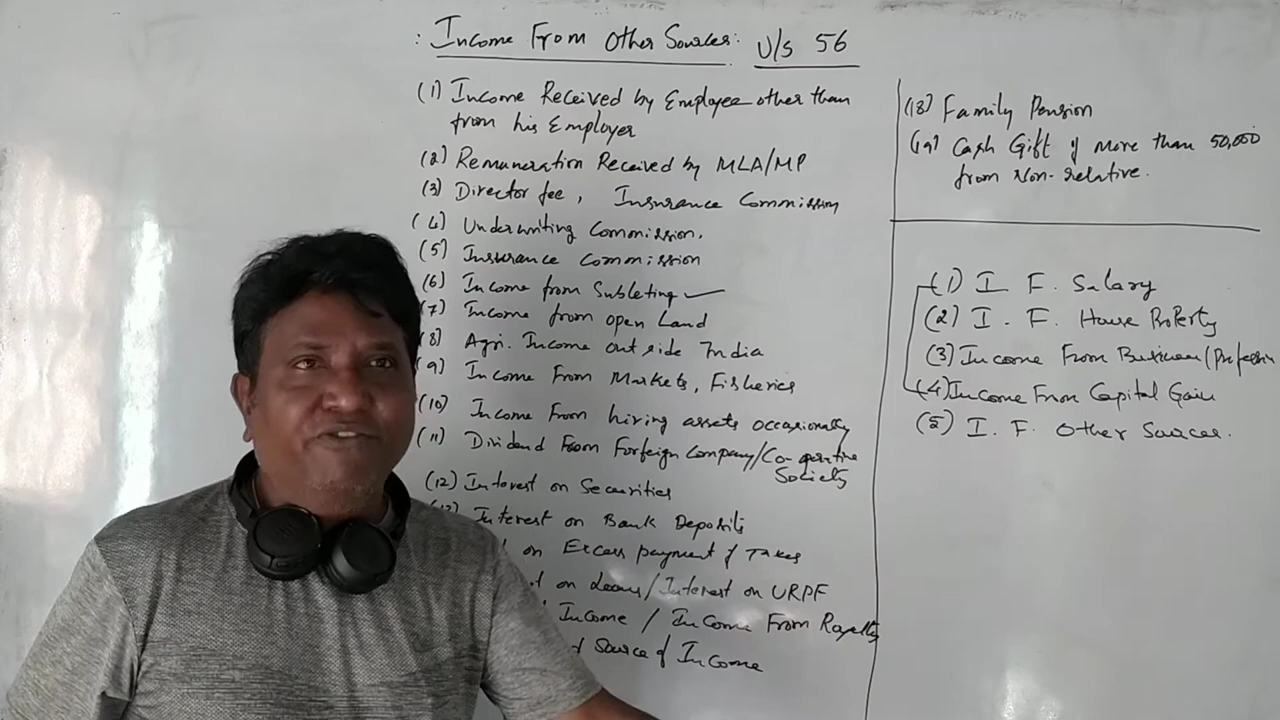 : Income From Other Sources: U/s 56
(1) Income Received by Employee other than
from his Employer
(2) Remuneration Received by MLA/MP
(3) Director fee, Insurance Commission
(4) Underwriting Commission.
(5) Insurance Commission
(6) Income from Subleting
(7) Income from open Land
(8) Agri. Income outside India
(9) Income From Markets, Fisheries
(10) Income From hiring assets occasionally
(11) Dividend From Forfeign Company/Co-operative
Society
(12) Interest on Securities
Interest on Bank Deposits
on Excess payment of Taxes
on Loans/Interest on URPF
Income / Income From Royalty
Source of Income
(18) Family Pension
(19) Cash Gift of more than 50,000
from Non-relative.
(1) I F. Salary
(2) I. F. House Property
(3) Income From Business/Profession
(4) Income From Capital Gain
(5) I. F. Other Sources.